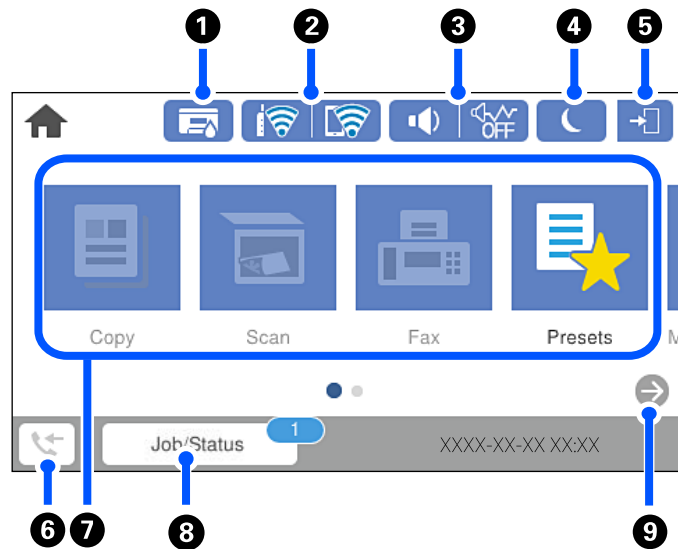 1 2 3 4 5
OFF
Copy Scan Fax Presets M
Job/Status 1 XXXX-XX-XX XX:XX
6 7 8 9